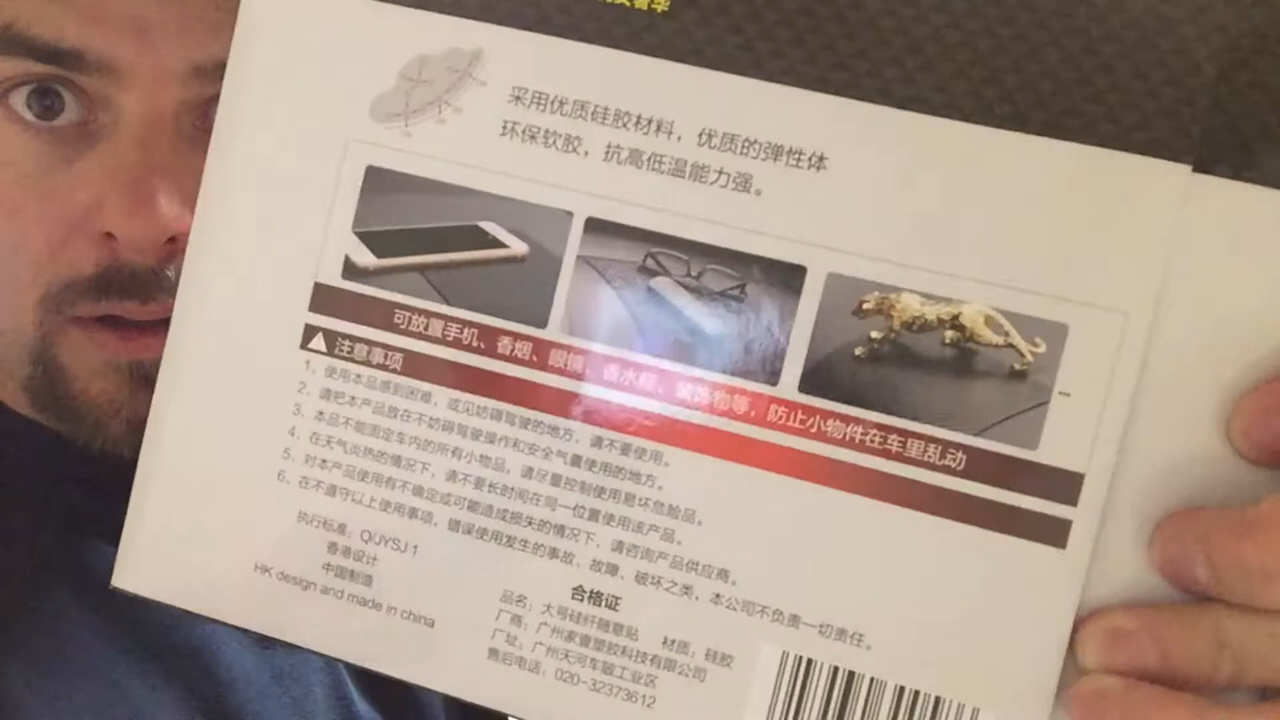 采用优质硅胶材料，优质的弹性体
环保软胶，抗高低温能力强。
可放置手机、香烟、眼镜、香水座、装饰物等，防止小物件在车里乱动
注意事项
1、使用本品感到困难，或见妨碍驾驶的地方，请不要使用。
2、请把本产品放在不妨碍驾驶操作和安全气囊使用的地方。
3、本品不能固定车内的所有小物品，请尽量控制使用易坏危险品。
4、在天气炎热的情况下，请不要长时间在同一位置使用该产品。
5、对本产品使用有不确定或可能造成损失的情况下，请咨询产品供应商。
6、在不遵守以上使用事项，错误使用发生的事故、故障、破坏之类，本公司不负责一切责任。
执行标准：Q/JYSJ 1
香港设计
中国制造
HK design and made in china
合格证
品名：大号硅纤随意贴 材质：硅胶
厂商：广州家壹塑胶科技有限公司
厂址：广州天河车陂工业区
售后电话：020-32373612